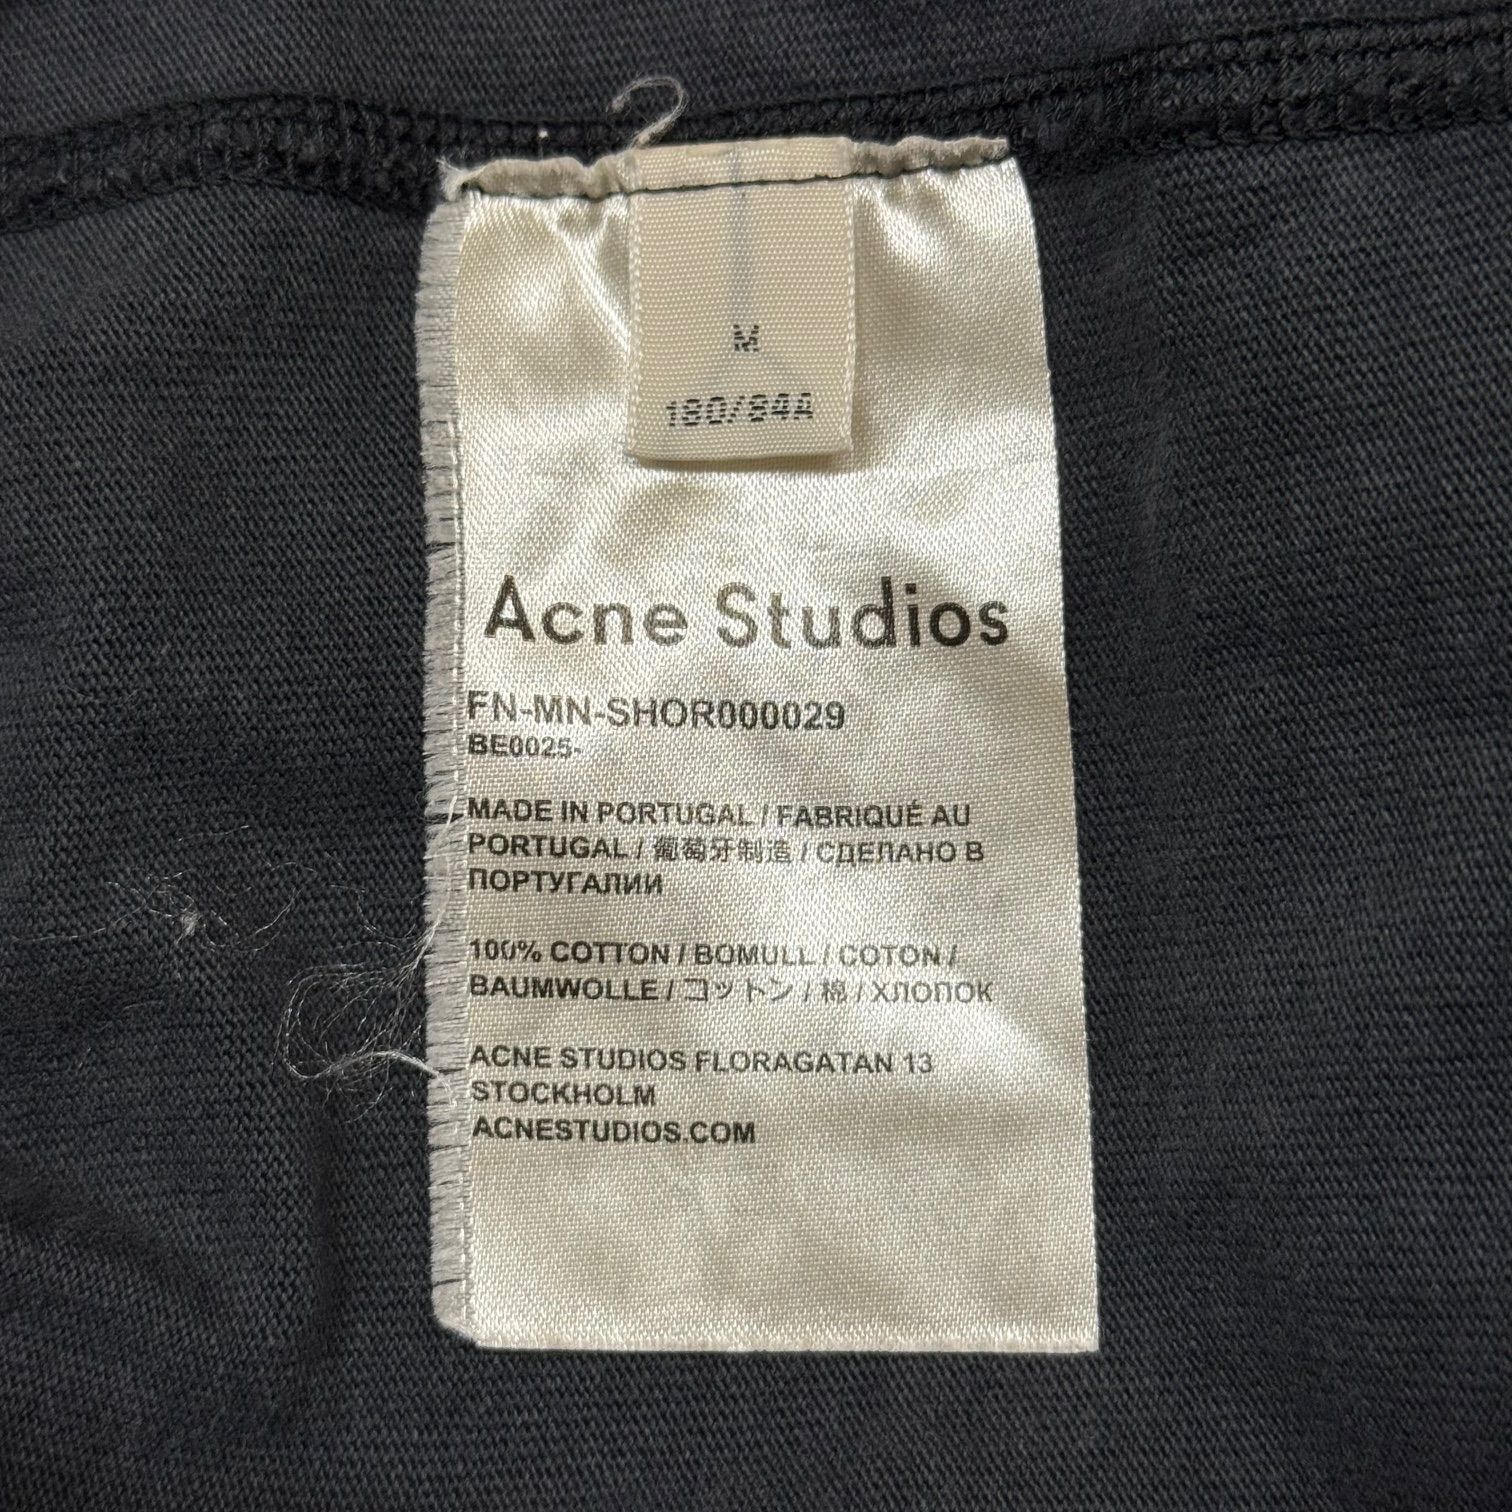 M
180/84A
Acne Studios
FN-MN-SHOR000029
BE0025-
MADE IN PORTUGAL / FABRIQUÉ AU
PORTUGAL / 葡萄牙制造 / СДЕЛАНО В
ПОРТУГАЛИИ
100% COTTON / BOMULL / COTON /
BAUMWOLLE / コットン / 棉 / ХЛОПОК
ACNE STUDIOS FLORAGATAN 13
STOCKHOLM
ACNESTUDIOS.COM